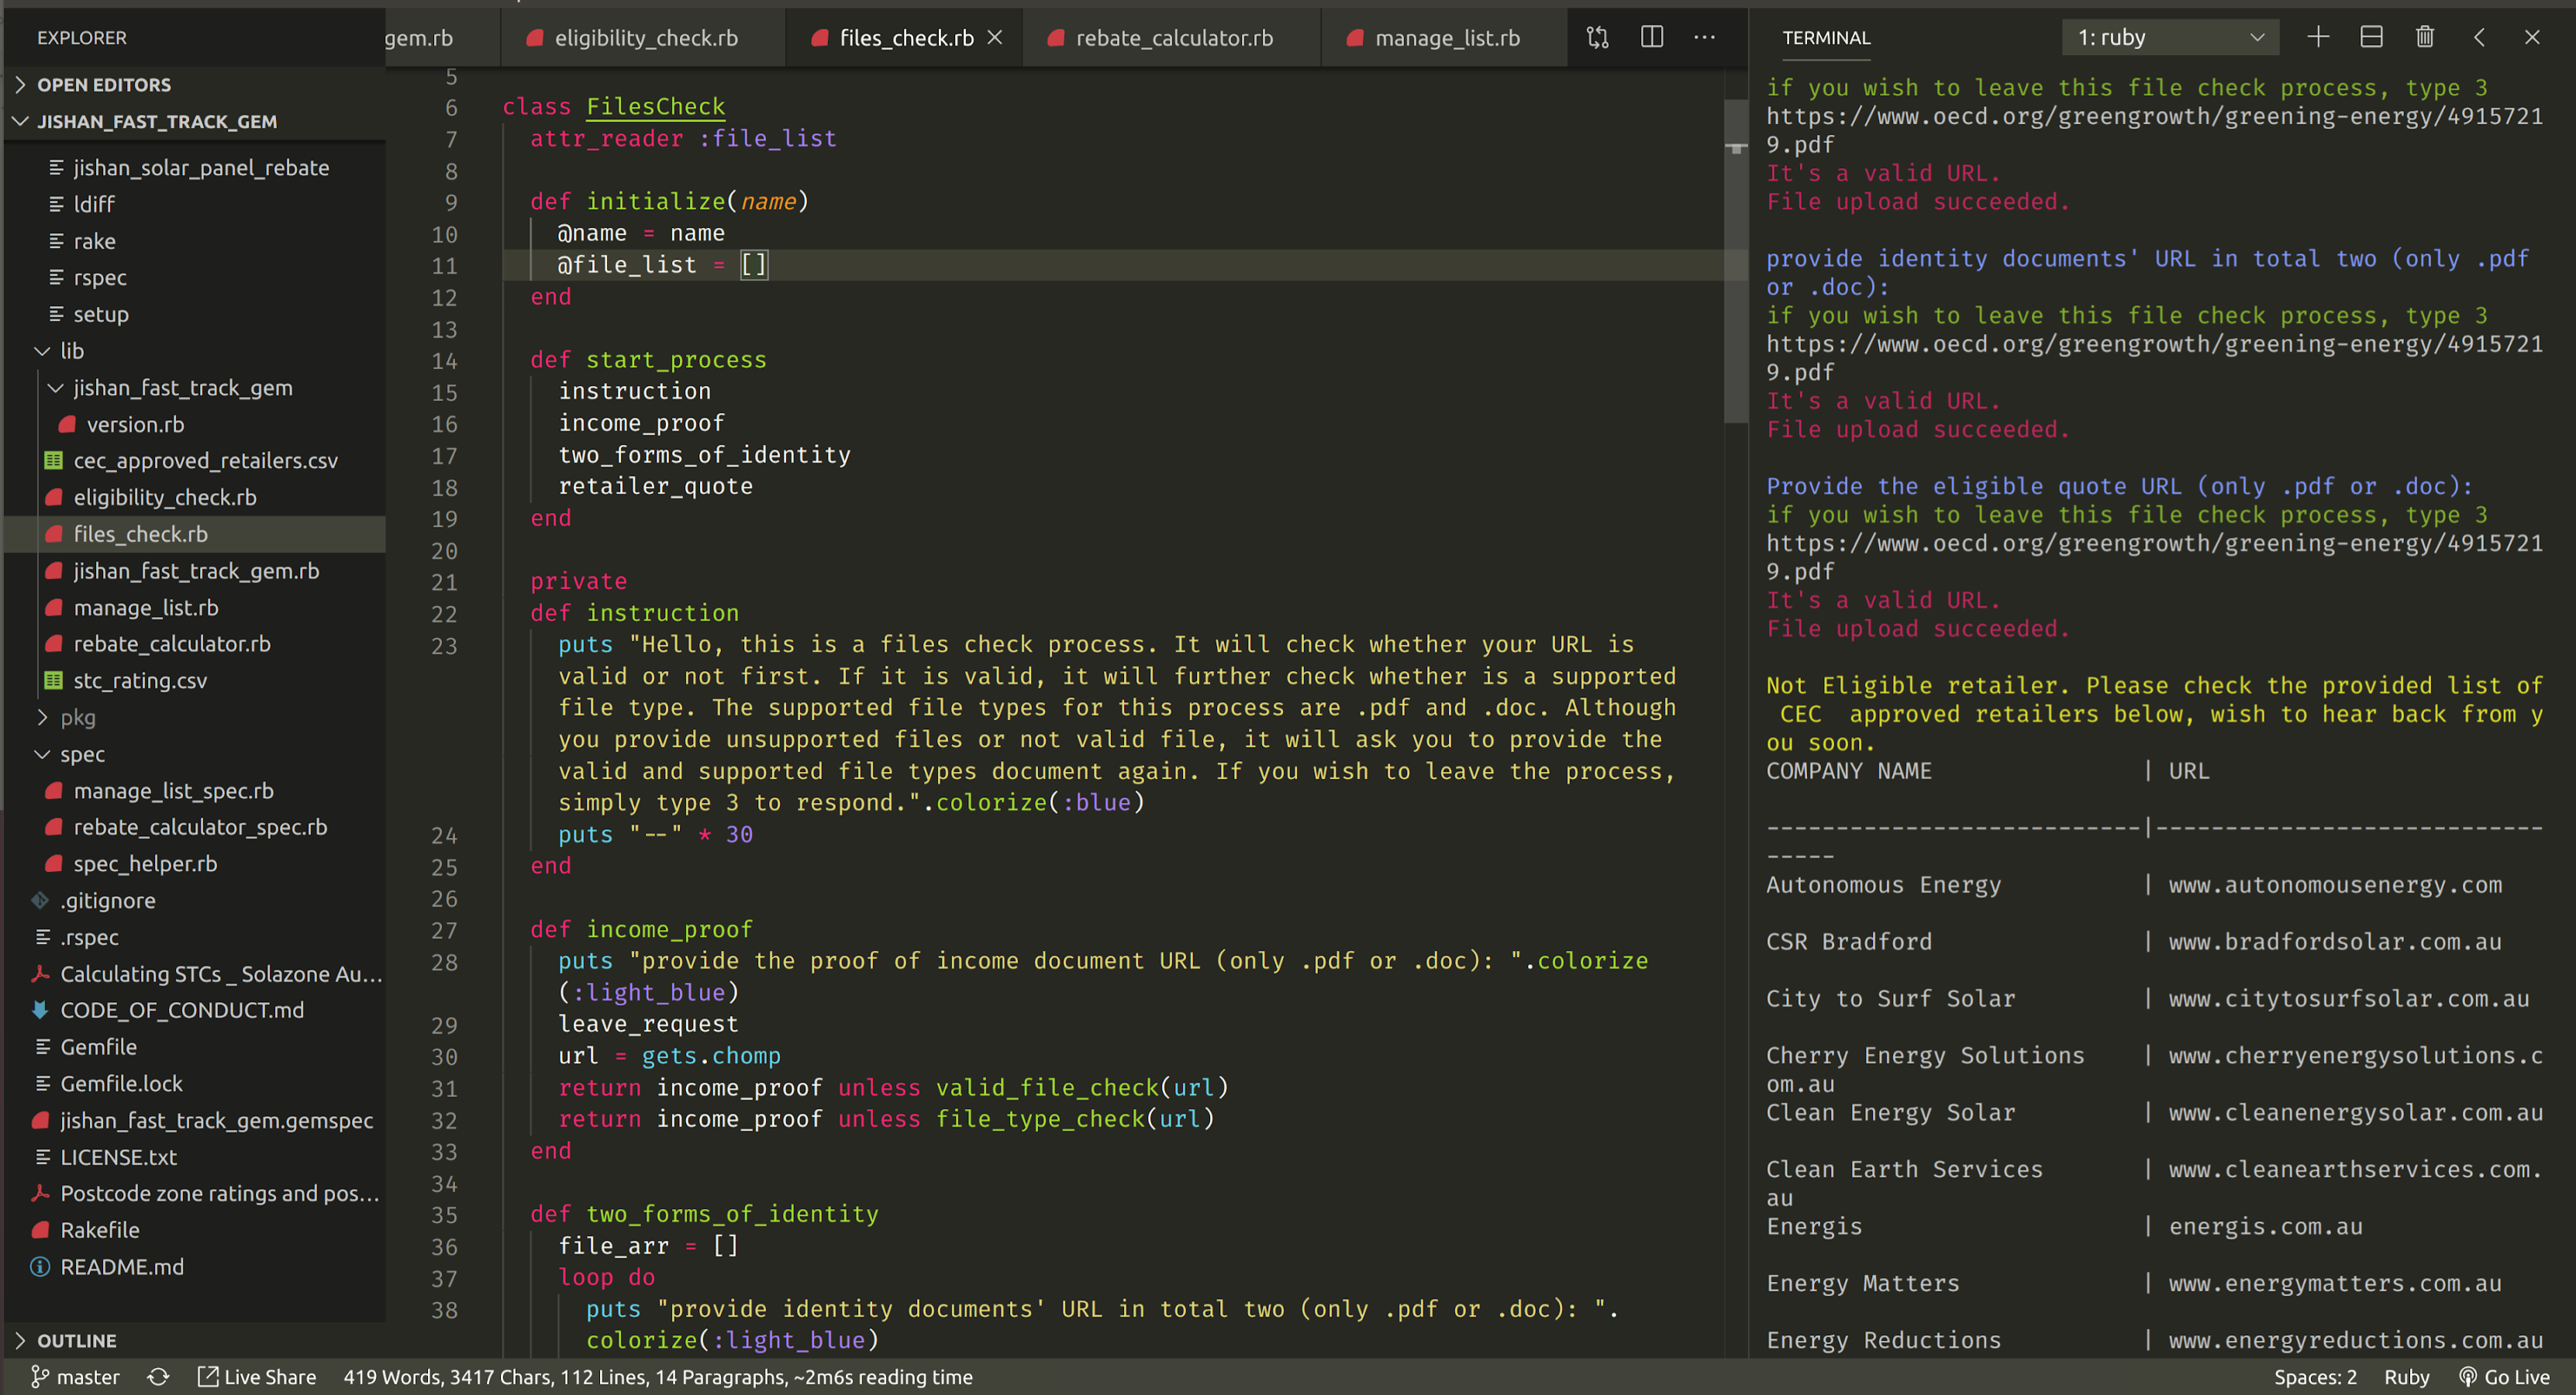 EXPLORER
OPEN EDITORS
JISHAN_FAST_TRACK_GEM
jishan_solar_panel_rebate
ldiff
rake
rspec
setup
lib
jishan_fast_track_gem
version.rb
cec_approved_retailers.csv
eligibility_check.rb
files_check.rb
jishan_fast_track_gem.rb
manage_list.rb
rebate_calculator.rb
stc_rating.csv
pkg
spec
manage_list_spec.rb
rebate_calculator_spec.rb
spec_helper.rb
.gitignore
.rspec
Calculating STCs _ Solazone Au...
CODE_OF_CONDUCT.md
Gemfile
Gemfile.lock
jishan_fast_track_gem.gemspec
LICENSE.txt
Postcode zone ratings and pos...
Rakefile
README.md
OUTLINE
gem.rb eligibility_check.rb files_check.rb rebate_calculator.rb manage_list.rb
5
6 class FilesCheck
7 attr_reader :file_list
8
9 def initialize(name)
10 @name = name
11 @file_list = []
12 end
13
14 def start_process
15 instruction
16 income_proof
17 two_forms_of_identity
18 retailer_quote
19 end
20
21 private
22 def instruction
23 puts "Hello, this is a files check process. It will check whether your URL is
valid or not first. If it is valid, it will further check whether is a supported
file type. The supported file types for this process are .pdf and .doc. Although
you provide unsupported files or not valid file, it will ask you to provide the
valid and supported file types document again. If you wish to leave the process,
simply type 3 to respond.".colorize(:blue)
24 puts "--" * 30
25 end
26
27 def income_proof
28 puts "provide the proof of income document URL (only .pdf or .doc): ".colorize
(:light_blue)
29 leave_request
30 url = gets.chomp
31 return income_proof unless valid_file_check(url)
32 return income_proof unless file_type_check(url)
33 end
34
35 def two_forms_of_identity
36 file_arr = []
37 loop do
38 puts "provide identity documents' URL in total two (only .pdf or .doc): ".
colorize(:light_blue)
TERMINAL 1: ruby
if you wish to leave this file check process, type 3
https://www.oecd.org/greengrowth/greening-energy/4915721
9.pdf
It's a valid URL.
File upload succeeded.
provide identity documents' URL in total two (only .pdf
or .doc):
if you wish to leave this file check process, type 3
https://www.oecd.org/greengrowth/greening-energy/4915721
9.pdf
It's a valid URL.
File upload succeeded.
Provide the eligible quote URL (only .pdf or .doc):
if you wish to leave this file check process, type 3
https://www.oecd.org/greengrowth/greening-energy/4915721
9.pdf
It's a valid URL.
File upload succeeded.
Not Eligible retailer. Please check the provided list of
CEC  approved retailers below, wish to hear back from y
ou soon.
COMPANY NAME | URL
---------------------------|----------------------------
-----
Autonomous Energy | www.autonomousenergy.com
CSR Bradford | www.bradfordsolar.com.au
City to Surf Solar | www.citytosurfsolar.com.au
Cherry Energy Solutions | www.cherryenergysolutions.c
om.au
Clean Energy Solar | www.cleanenergysolar.com.au
Clean Earth Services | www.cleanearthservices.com.
au
Energis | energis.com.au
Energy Matters | www.energymatters.com.au
Energy Reductions | www.energyreductions.com.au
master Live Share 419 Words, 3417 Chars, 112 Lines, 14 Paragraphs, ~2m6s reading time Spaces: 2 Ruby Go Live